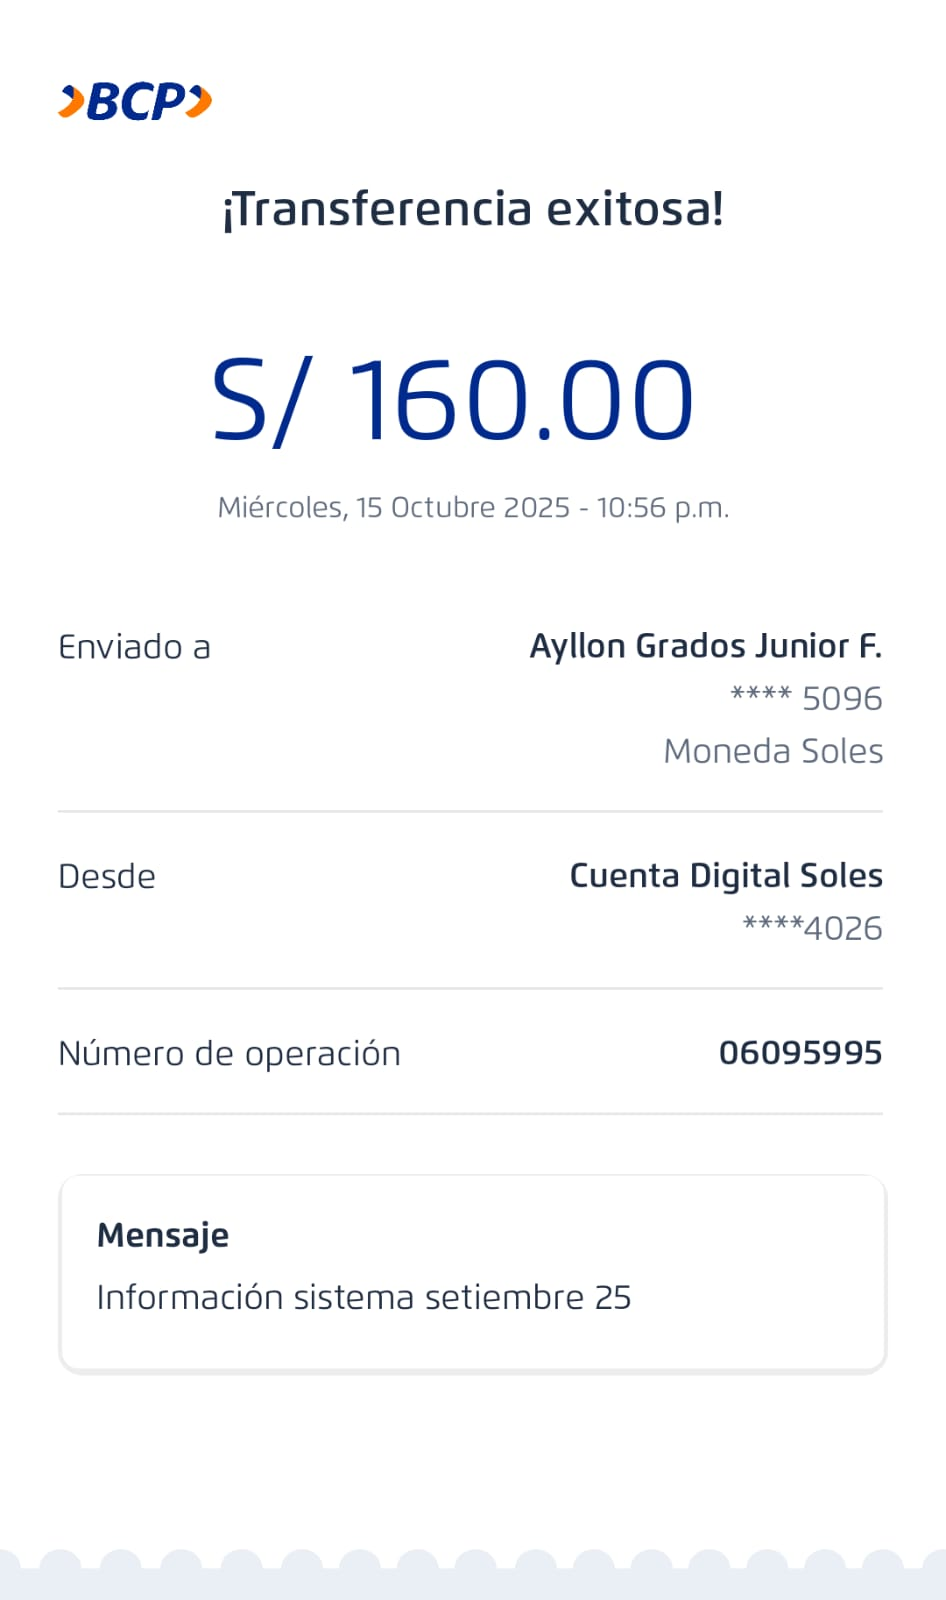 BCP
¡Transferencia exitosa!
S/ 160.00
Miércoles, 15 Octubre 2025 - 10:56 p.m.
Enviado a
Ayllon Grados Junior F.
**** 5096
Moneda Soles
Desde
Cuenta Digital Soles
****4026
Número de operación
06095995
Mensaje
Información sistema setiembre 25